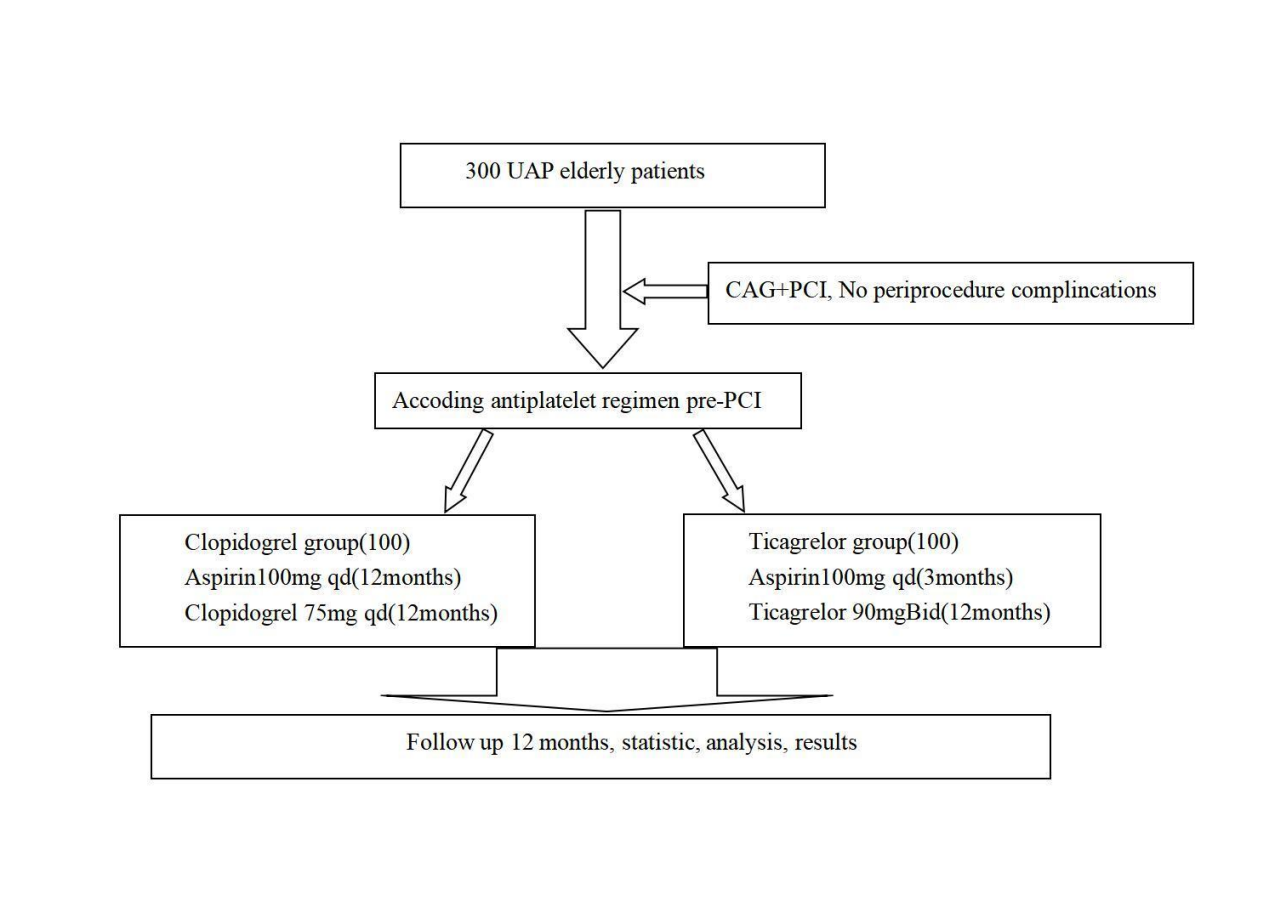 300 UAP elderly patients
CAG+PCI, No periprocedure complincations
Accoding antiplatelet regimen pre-PCI
Clopidogrel group(100)
Aspirin100mg qd(12months)
Clopidogrel 75mg qd(12months)
Ticagrelor group(100)
Aspirin100mg qd(3months)
Ticagrelor 90mgBid(12months)
Follow up 12 months, statistic, analysis, results